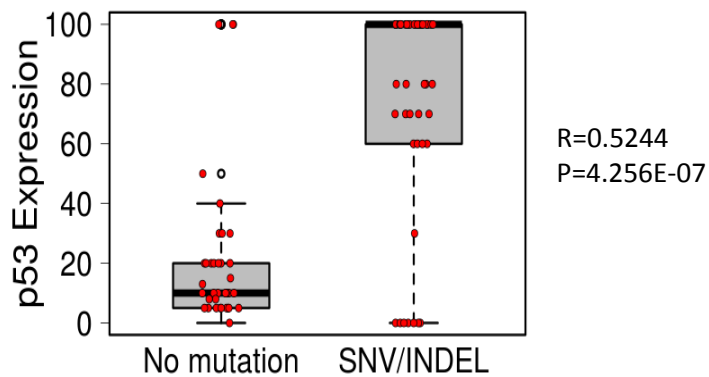 100
80
60
40
20
0
p53 Expression
No mutation
SNV/INDEL
R=0.5244
P=4.256E-07